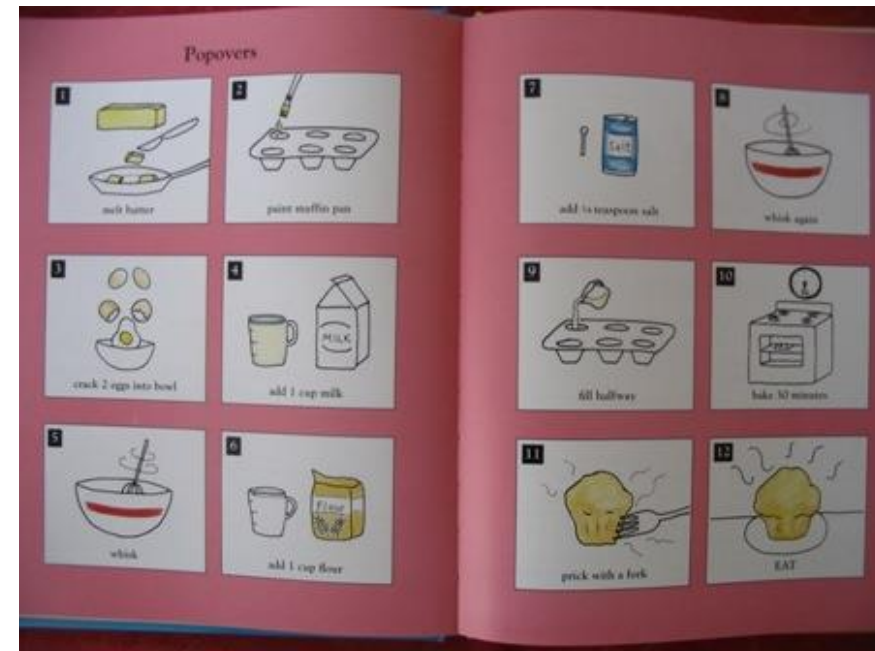 Popovers
1
melt butter
2
paint muffin pan
3
crack 2 eggs into bowl
4
MILK
add 1 cup milk
5
whisk
6
Flour
add 1 cup flour
7
Salt
add ¼ teaspoon salt
8
whisk again
9
fill halfway
10
bake 30 minutes
11
prick with a fork
12
EAT